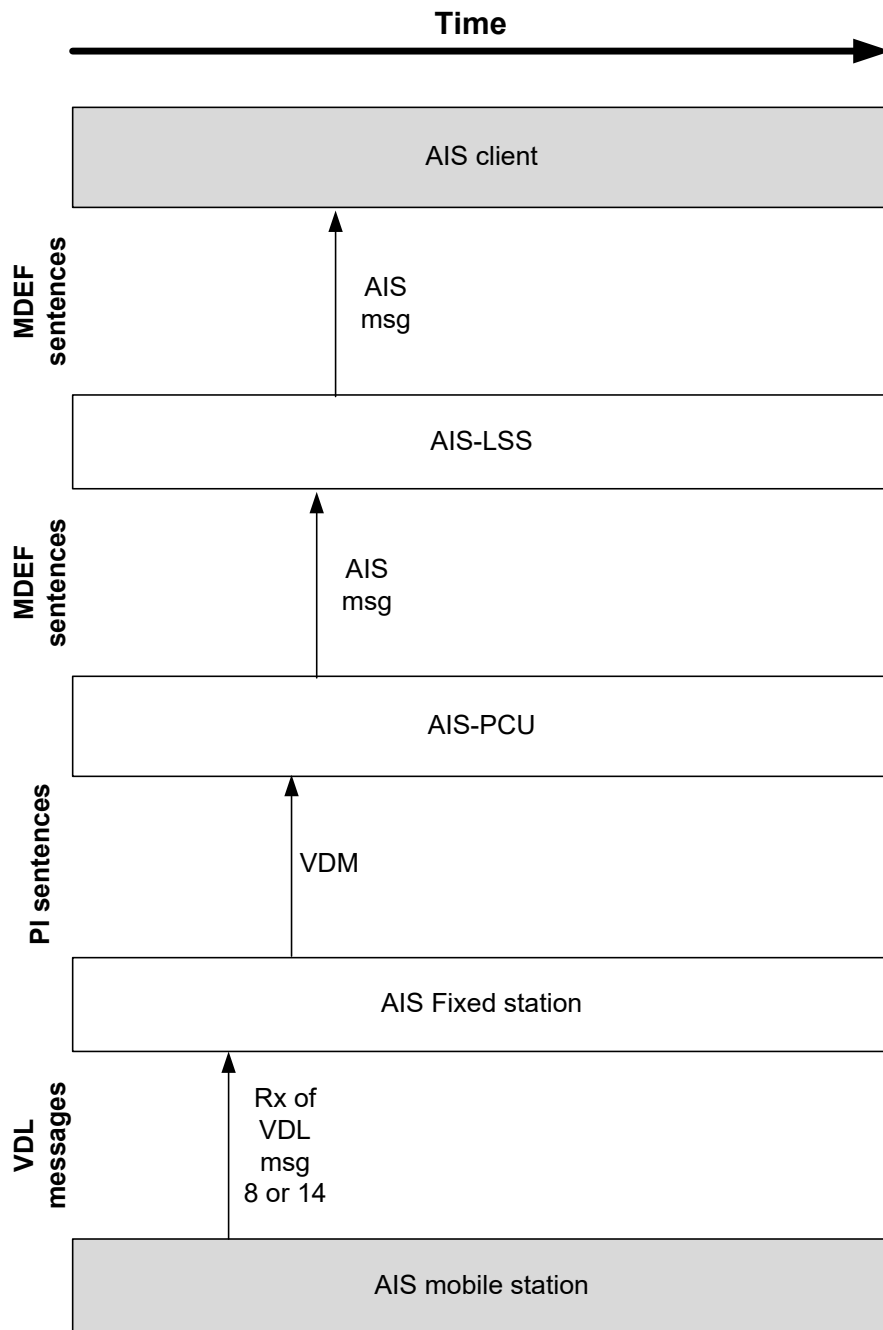 Time
AIS client
MDEF
sentences
AIS
msg
AIS-LSS
MDEF
sentences
AIS
msg
AIS-PCU
PI sentences
VDM
AIS Fixed station
VDL
messages
Rx of
VDL
msg
8 or 14
AIS mobile station